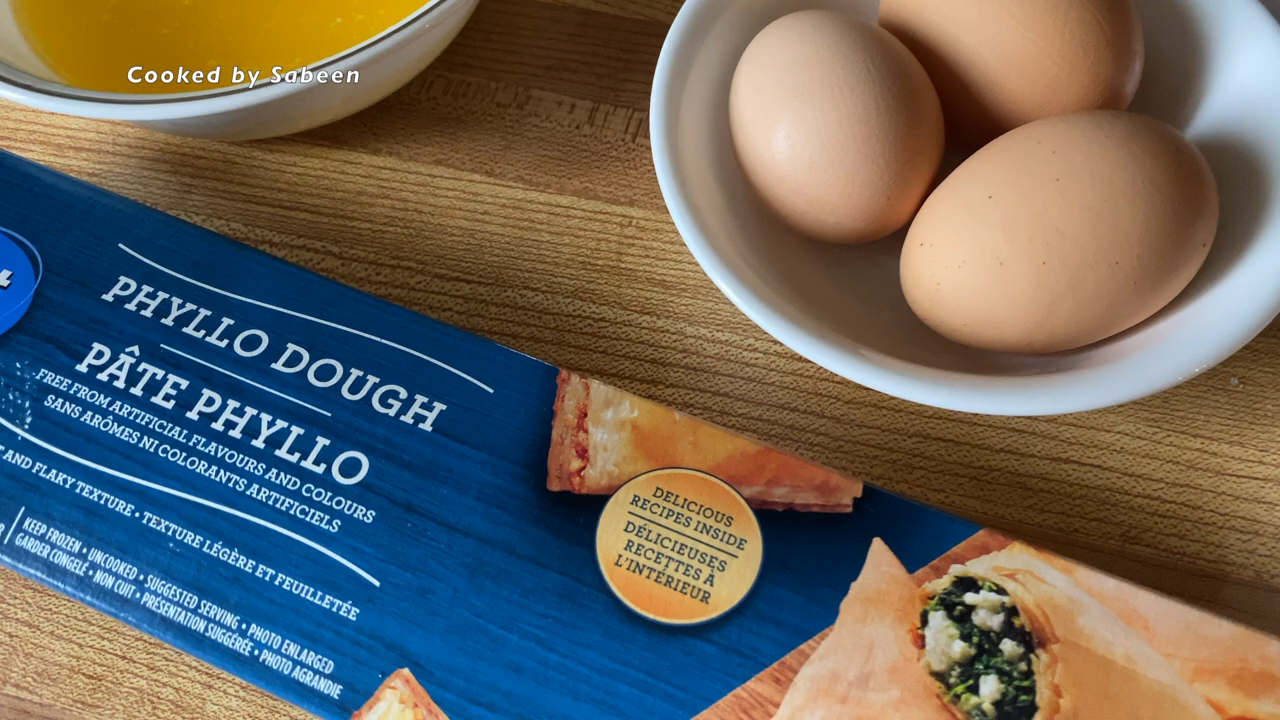 Cooked by Sabeen
PHYLLO DOUGH
PÂTE PHYLLO
FREE FROM ARTIFICIAL FLAVOURS AND COLOURS
SANS ARÔMES NI COLORANTS ARTIFICIELS
AND FLAKY TEXTURE • TEXTURE LÉGÈRE ET FEUILLETÉE
KEEP FROZEN • UNCOOKED • SUGGESTED SERVING • PHOTO ENLARGED
GARDER CONGELÉ • NON CUIT • PRÉSENTATION SUGGÉRÉE • PHOTO AGRANDIE
DELICIOUS
RECIPES INSIDE
DÉLICIEUSES
RECETTES À
L'INTÉRIEUR